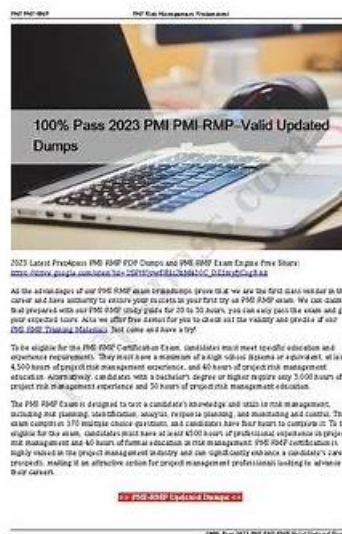 PMI PMI-RMP
PMI Risk Management Professional
100% Pass 2023 PMI PMI-RMP–Valid Updated
Dumps
2023 Latest Prep4pass PMI-RMP PDF Dumps and PMI-RMP Exam Engine Free Share:
All the advantages of our PMI-RMP exam braindumps prove that we are the first class vendor in th
career and have authority to ensure your success in your first try on PMI-RMP exam. We can claim
that prepared with our PMI-RMP study guide for 20 to 30 hours, you can easy pass the exam and g
your expected score. Also we offer free demos for you to check out the validity and precise of our
PMI-RMP Training Materials. Just come and have a try!
To be eligible for the PMI-RMP Certification Exam, candidates must meet specific education and
experience requirements. They must have a minimum of a high school diploma or equivalent, at lea
4,500 hours of project risk management experience, and 40 hours of project risk management
education. Alternatively, candidates with a bachelor's degree or higher require only 3,000 hours of
project risk management experience and 30 hours of project risk management education.
The PMI-RMP Exam is designed to test a candidate's knowledge and skills in risk management,
including risk planning, identification, analysis, response planning, and monitoring and control. Th
exam comprises 170 multiple-choice questions, and candidates have four hours to complete it. To b
eligible for the exam, candidates must have at least 4500 hours of professional experience in projec
risk management and 40 hours of formal education in risk management. PMI-RMP certification is
highly valued in the project management industry and can significantly enhance a candidate's caree
prospects, making it an attractive option for project management professionals looking to advance
their careers.
>> PMI-RMP Updated Dumps <<
100% Pass 2023 PMI PMI-RMP–Valid Updated Dum